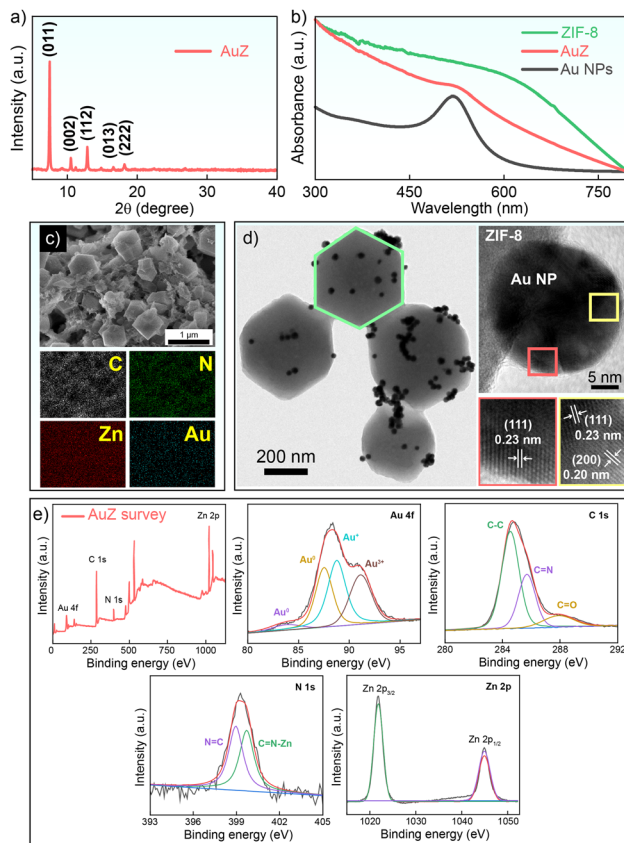 a)
AuZ
(011)
(002)
(112)
(013)
(222)
Intensity (a.u.)
10 20 30 40
2θ (degree)
b)
ZIF-8
AuZ
Au NPs
Absorbance (a.u.)
300 450 600 750
Wavelength (nm)
c)
1 µm
C N
Zn Au
d)
200 nm
ZIF-8
Au NP
5 nm
(111)
0.23 nm
(111)
0.23 nm
(200)
0.20 nm
e)
AuZ survey
Zn 2p
C 1s
Au 4f
N 1s
Intensity (a.u.)
0 250 500 750 1000
Binding energy (eV)
Au 4f
Au⁺
Au³⁺
Au⁰
Intensity (a.u.)
80 85 90 95
Binding energy (eV)
C 1s
C-C
C=N
C=O
Intensity (a.u.)
280 284 288 292
Binding energy (eV)
N 1s
N=C
C=N-Zn
Intensity (a.u.)
393 396 399 402 405
Binding energy (eV)
Zn 2p₃/₂
Zn 2p
Zn 2p₁/₂
Intensity (a.u.)
1020 1030 1040 1050
Binding energy (eV)